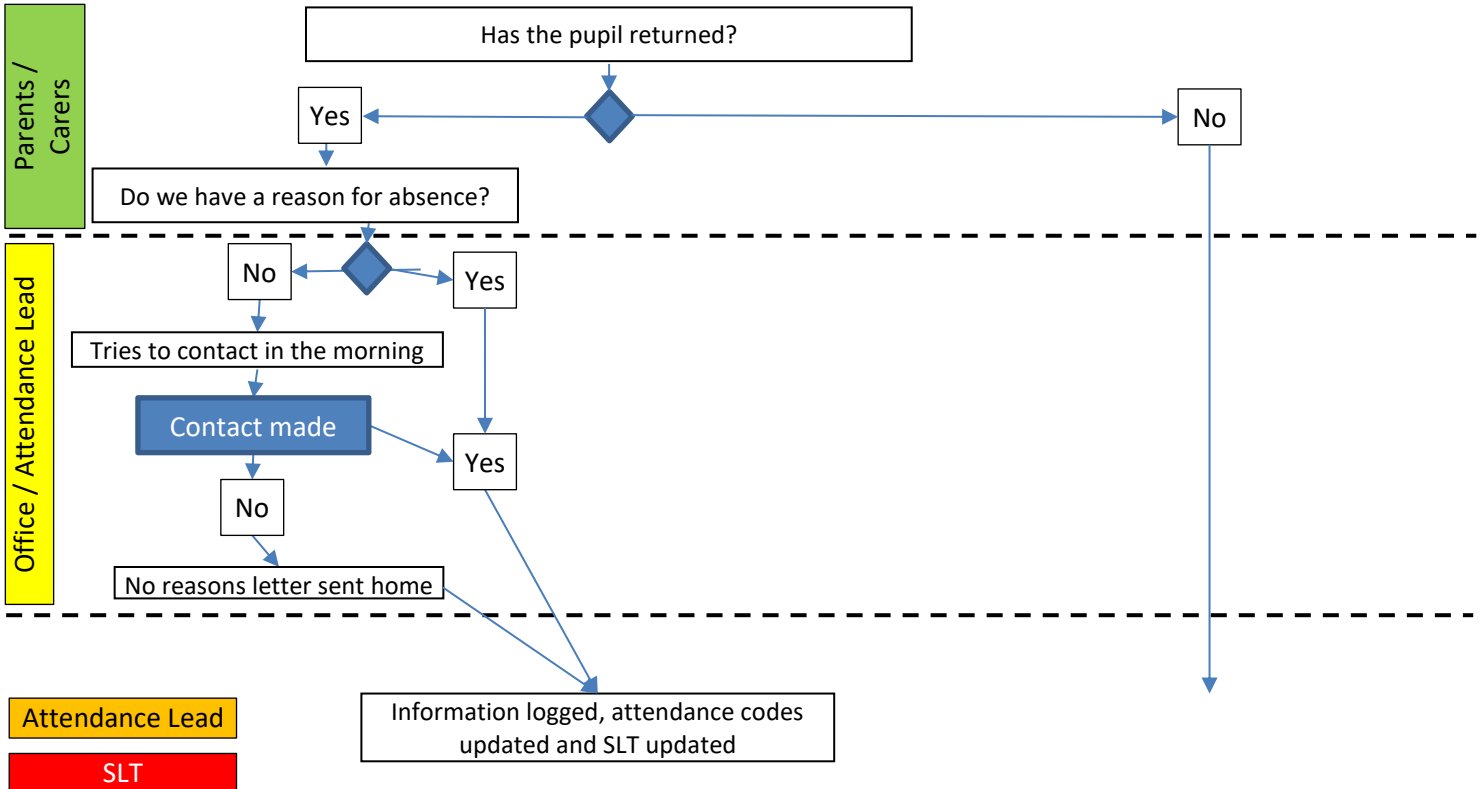 Parents /
Carers
Has the pupil returned?
Yes
No
Do we have a reason for absence?
Office / Attendance Lead
No
Yes
Tries to contact in the morning
Contact made
Yes
No
No reasons letter sent home
Attendance Lead
SLT
Information logged, attendance codes
updated and SLT updated